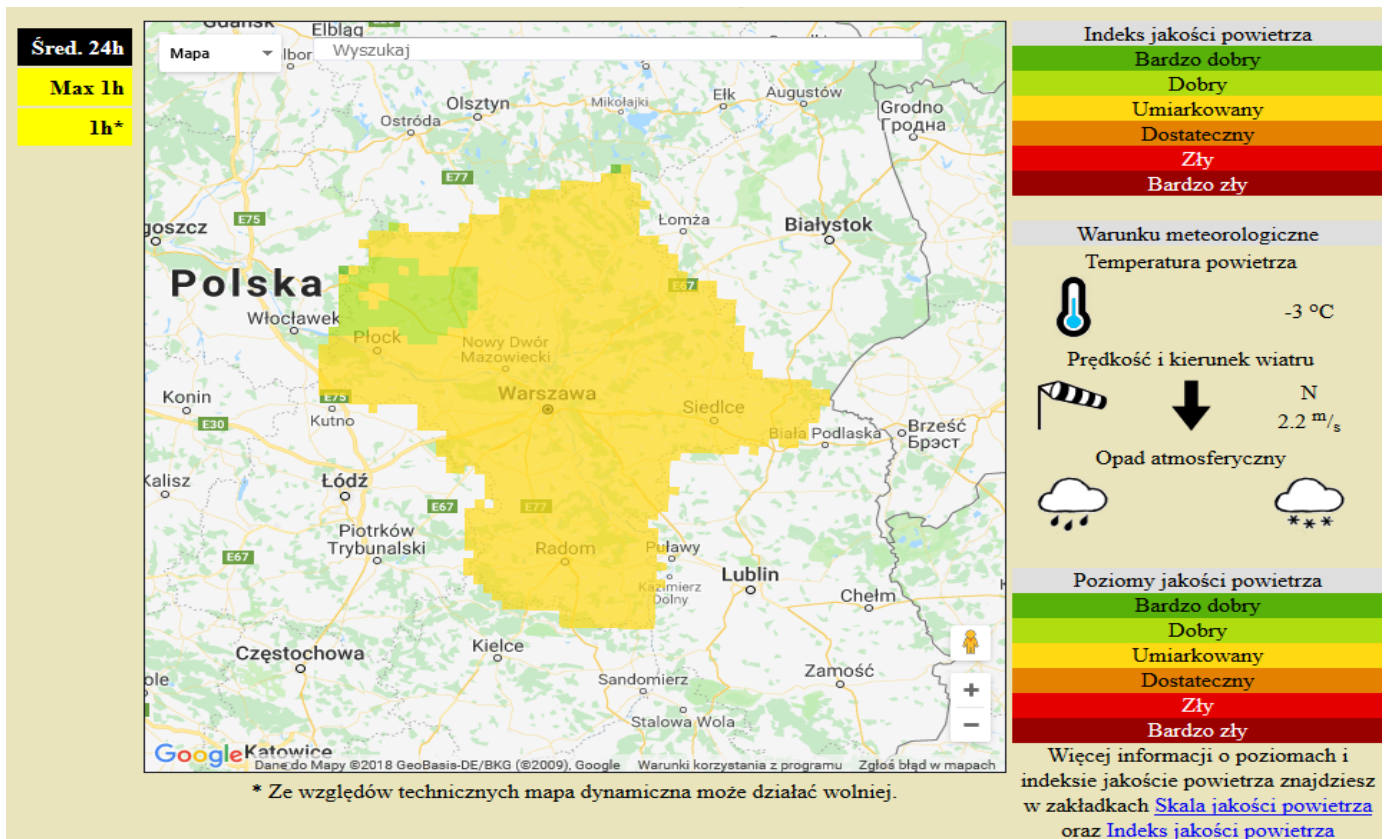 Śred. 24h
Max 1h
1h*
Mapa
Wyszukaj
Gdańsk
Elbląg
Olsztyn
Mikołajki
Ełk
Augustów
Grodno
Гродна
Ostróda
E77
Łomża
Białystok
E75
goszcz
Polska
E67
Włocławek
Płock
Nowy Dwór
Mazowiecki
Konin
E75
Warszawa
Siedlce
Kutno
E30
Biała Podlaska
Brześć
Брэст
Kalisz
Łódź
E67
E77
Piotrków
Trybunalski
E67
Radom
Puławy
Kazimierz
Dolny
Lublin
Chełm
Kielce
Częstochowa
Sandomierz
Zamość
ole
Stalowa Wola
Google
Katowice
Dane do Mapy ©2018 GeoBasis-DE/BKG (©2009), Google
Warunki korzystania z programu
Zgłoś błąd w mapach
* Ze względów technicznych mapa dynamiczna może działać wolniej.
Indeks jakości powietrza
Bardzo dobry
Dobry
Umiarkowany
Dostateczny
Zły
Bardzo zły
Warunku meteorologiczne
Temperatura powietrza
-3 °C
Prędkość i kierunek wiatru
N
2.2 m/s
Opad atmosferyczny
Poziomy jakości powietrza
Bardzo dobry
Dobry
Umiarkowany
Dostateczny
Zły
Bardzo zły
Więcej informacji o poziomach i
indeksie jakoście powietrza znajdziesz
w zakładkach Skala jakości powietrza
oraz Indeks jakości powietrza